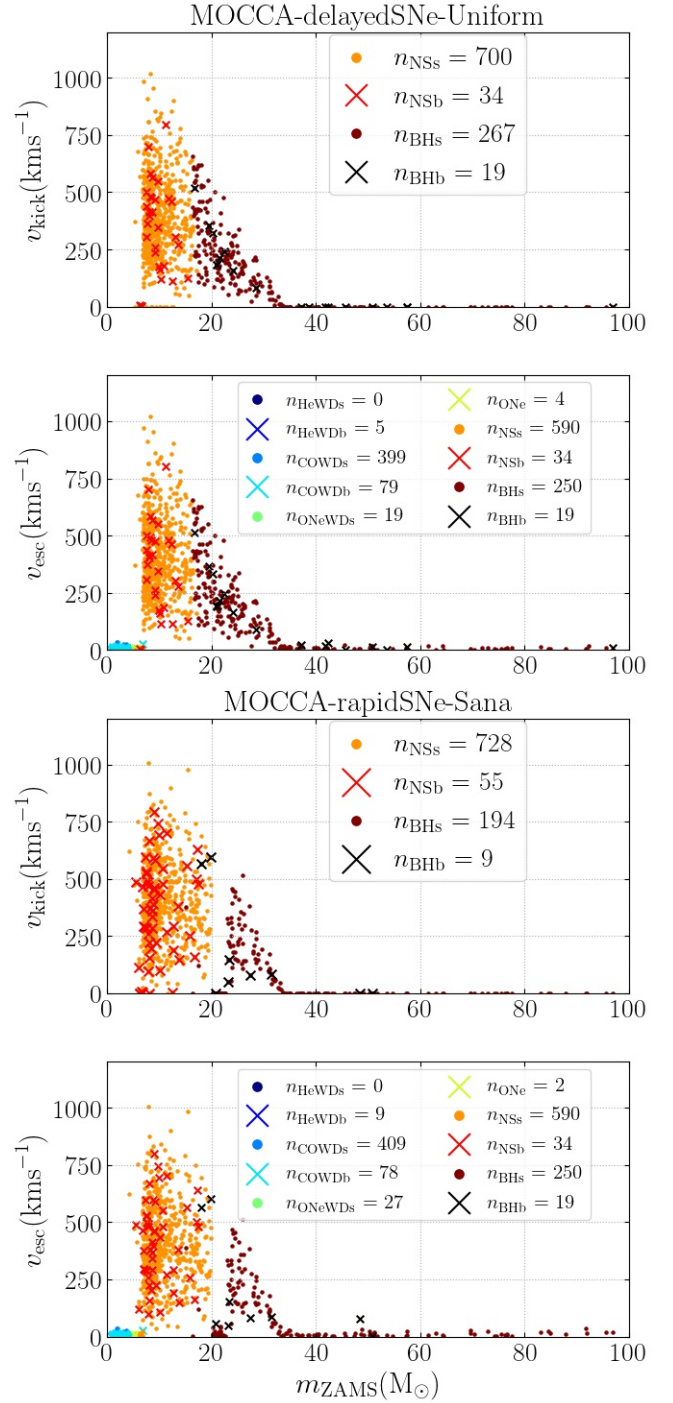 MOCCA-delayedSNe-Uniform
1000
750
500
250
0
v_kick(kms^−1)
n_NSs = 700
n_NSb = 34
n_BHs = 267
n_BHb = 19
0 20 40 60 80 100
1000
750
500
250
0
v_esc(kms^−1)
n_HeWDs = 0
n_HeWDb = 5
n_COWDs = 399
n_COWDb = 79
n_ONeWDs = 19
n_ONe = 4
n_NSs = 590
n_NSb = 34
n_BHs = 250
n_BHb = 19
0 20 40 60 80 100
MOCCA-rapidSNe-Sana
1000
750
500
250
0
v_kick(kms^−1)
n_NSs = 728
n_NSb = 55
n_BHs = 194
n_BHb = 9
0 20 40 60 80 100
1000
750
500
250
0
v_esc(kms^−1)
n_HeWDs = 0
n_HeWDb = 9
n_COWDs = 409
n_COWDb = 78
n_ONeWDs = 27
n_ONe = 2
n_NSs = 590
n_NSb = 34
n_BHs = 250
n_BHb = 19
0 20 40 60 80 100
m_ZAMS(M_⊙)